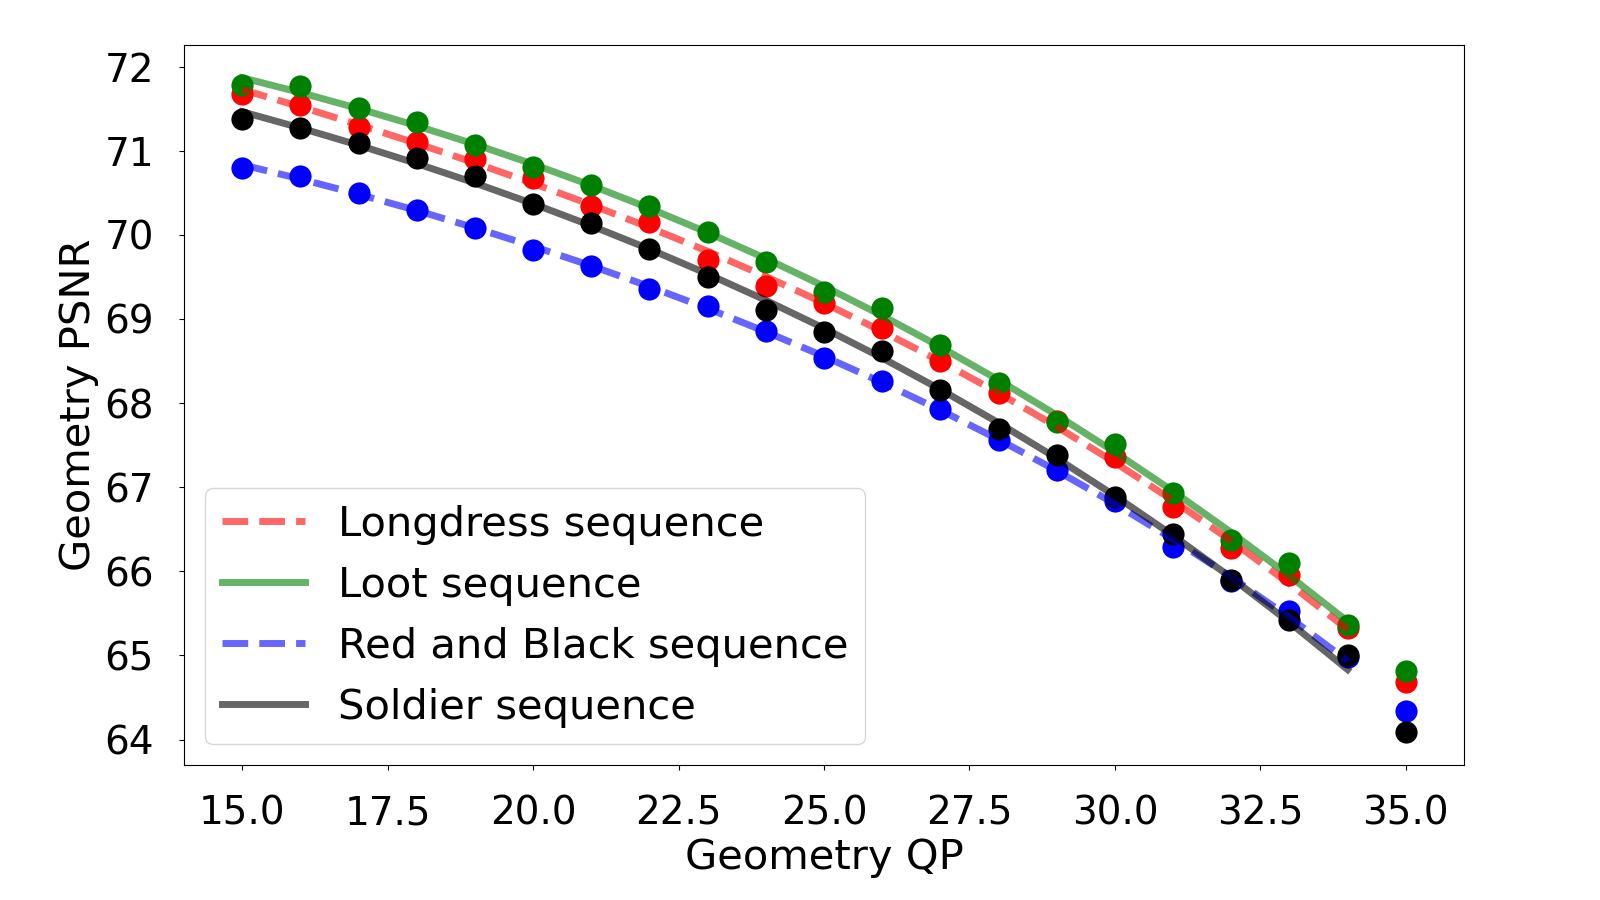 72
71
70
69
68
67
66
65
64
Geometry PSNR
Longdress sequence
Loot sequence
Red and Black sequence
Soldier sequence
15.0 17.5 20.0 22.5 25.0 27.5 30.0 32.5 35.0
Geometry QP